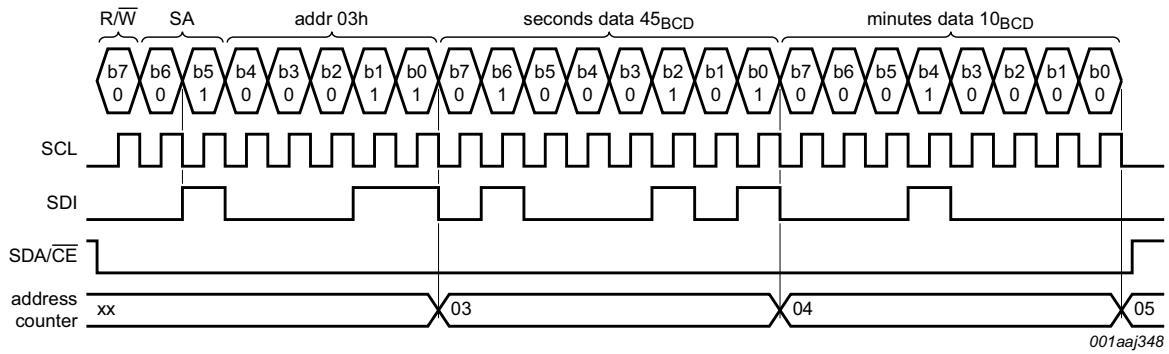 R/W SA addr 03h seconds data 45BCD minutes data 10BCD
b7 b6 b5 b4 b3 b2 b1 b0 b7 b6 b5 b4 b3 b2 b1 b0 b7 b6 b5 b4 b3 b2 b1 b0
0 0 1 0 0 0 1 1 0 1 0 0 0 1 0 1 0 0 0 1 0 0 0 0
SCL
SDI
SDA/CE
address
counter
xx 03 04 05
001aaj348